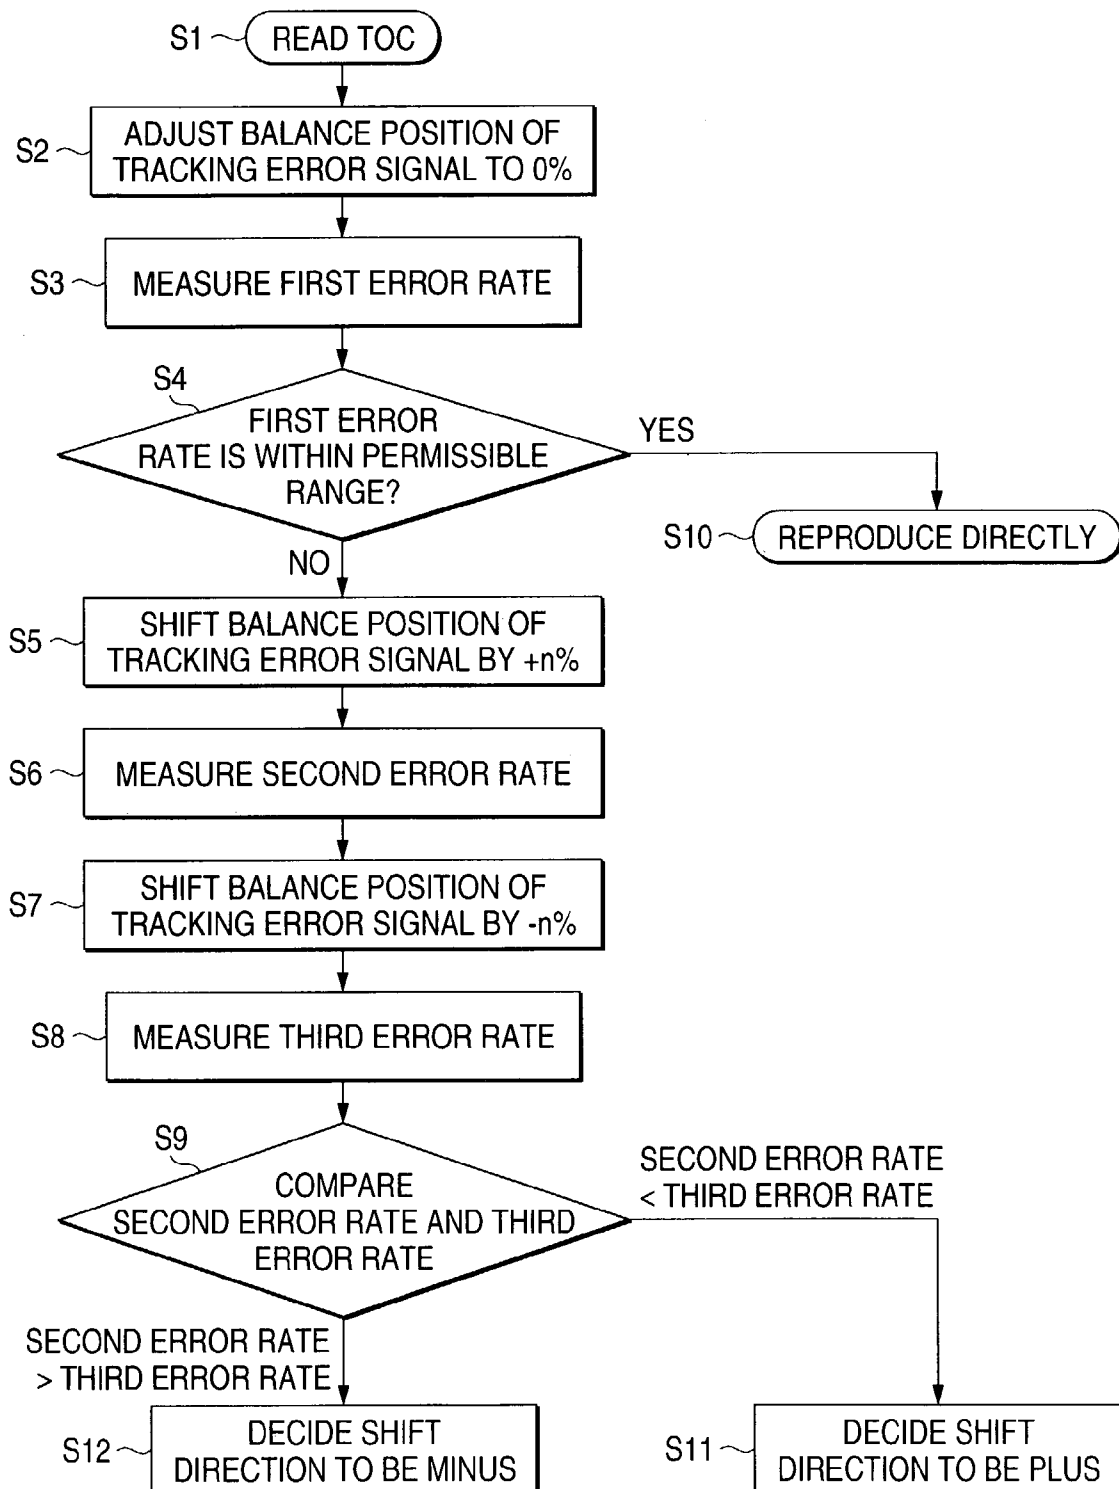 S1
READ TOC
S2
ADJUST BALANCE POSITION OF
TRACKING ERROR SIGNAL TO 0%
S3
MEASURE FIRST ERROR RATE
S4
FIRST ERROR
RATE IS WITHIN PERMISSIBLE
RANGE?
YES
S10
REPRODUCE DIRECTLY
NO
S5
SHIFT BALANCE POSITION OF
TRACKING ERROR SIGNAL BY +n%
S6
MEASURE SECOND ERROR RATE
S7
SHIFT BALANCE POSITION OF
TRACKING ERROR SIGNAL BY -n%
S8
MEASURE THIRD ERROR RATE
S9
COMPARE
SECOND ERROR RATE AND THIRD
ERROR RATE
SECOND ERROR RATE
< THIRD ERROR RATE
SECOND ERROR RATE
> THIRD ERROR RATE
S12
DECIDE SHIFT
DIRECTION TO BE MINUS
S11
DECIDE SHIFT
DIRECTION TO BE PLUS